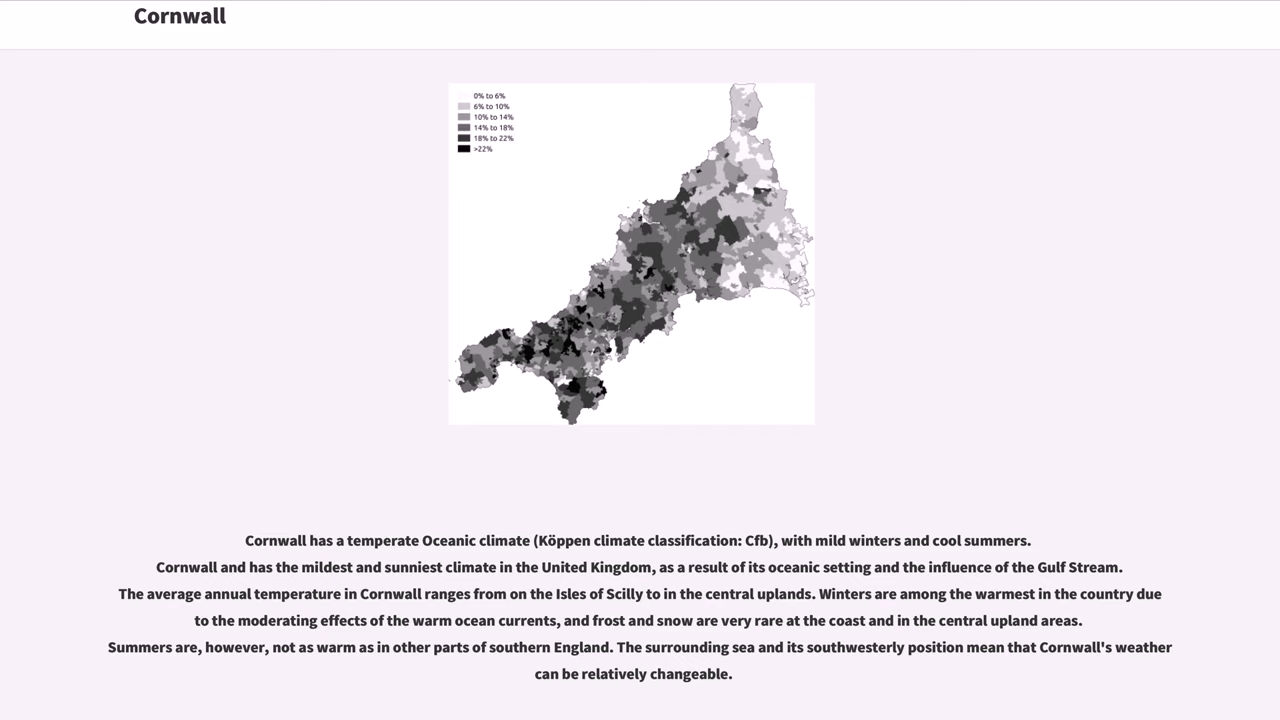 Cornwall
0% to 6%
6% to 10%
10% to 14%
14% to 18%
18% to 22%
>22%
Cornwall has a temperate Oceanic climate (Köppen climate classification: Cfb), with mild winters and cool summers.
Cornwall and has the mildest and sunniest climate in the United Kingdom, as a result of its oceanic setting and the influence of the Gulf Stream.
The average annual temperature in Cornwall ranges from on the Isles of Scilly to in the central uplands. Winters are among the warmest in the country due
to the moderating effects of the warm ocean currents, and frost and snow are very rare at the coast and in the central upland areas.
Summers are, however, not as warm as in other parts of southern England. The surrounding sea and its southwesterly position mean that Cornwall's weather
can be relatively changeable.